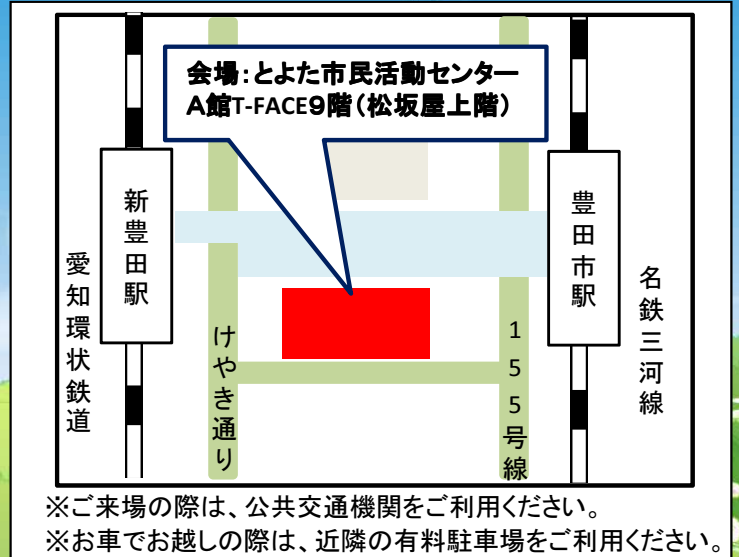 会場：とよた市民活動センター
A館T-FACE９階（松坂屋上階）
新豊田駅
豊田市駅
愛知環状鉄道
名鉄三河線
けやき通り
155号線
※ご来場の際は、公共交通機関をご利用ください。
※お車でお越しの際は、近隣の有料駐車場をご利用ください。